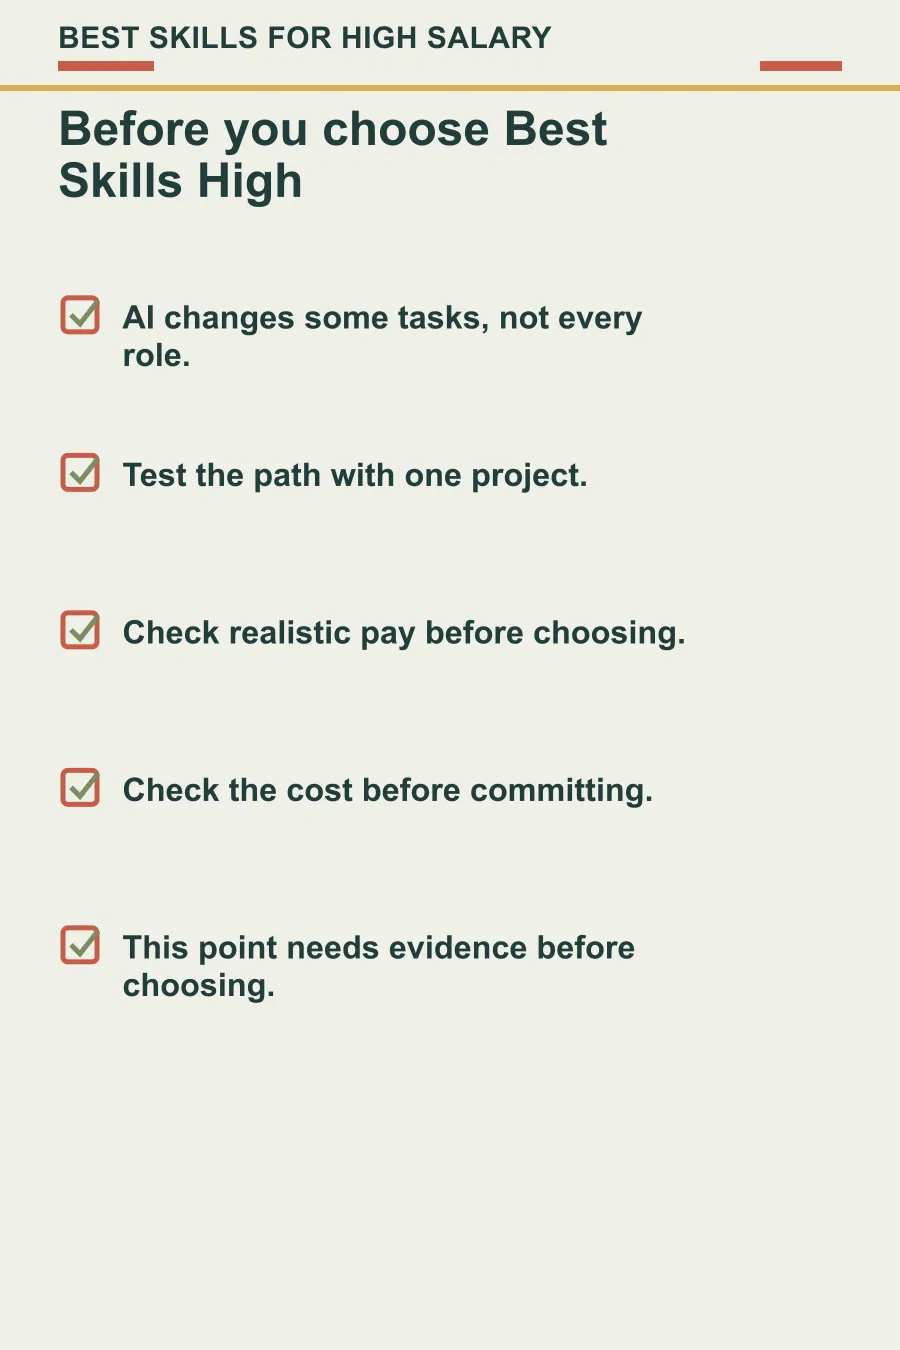 BEST SKILLS FOR HIGH SALARY
Before you choose Best
Skills High
AI changes some tasks, not every
role.
Test the path with one project.
Check realistic pay before choosing.
Check the cost before committing.
This point needs evidence before
choosing.